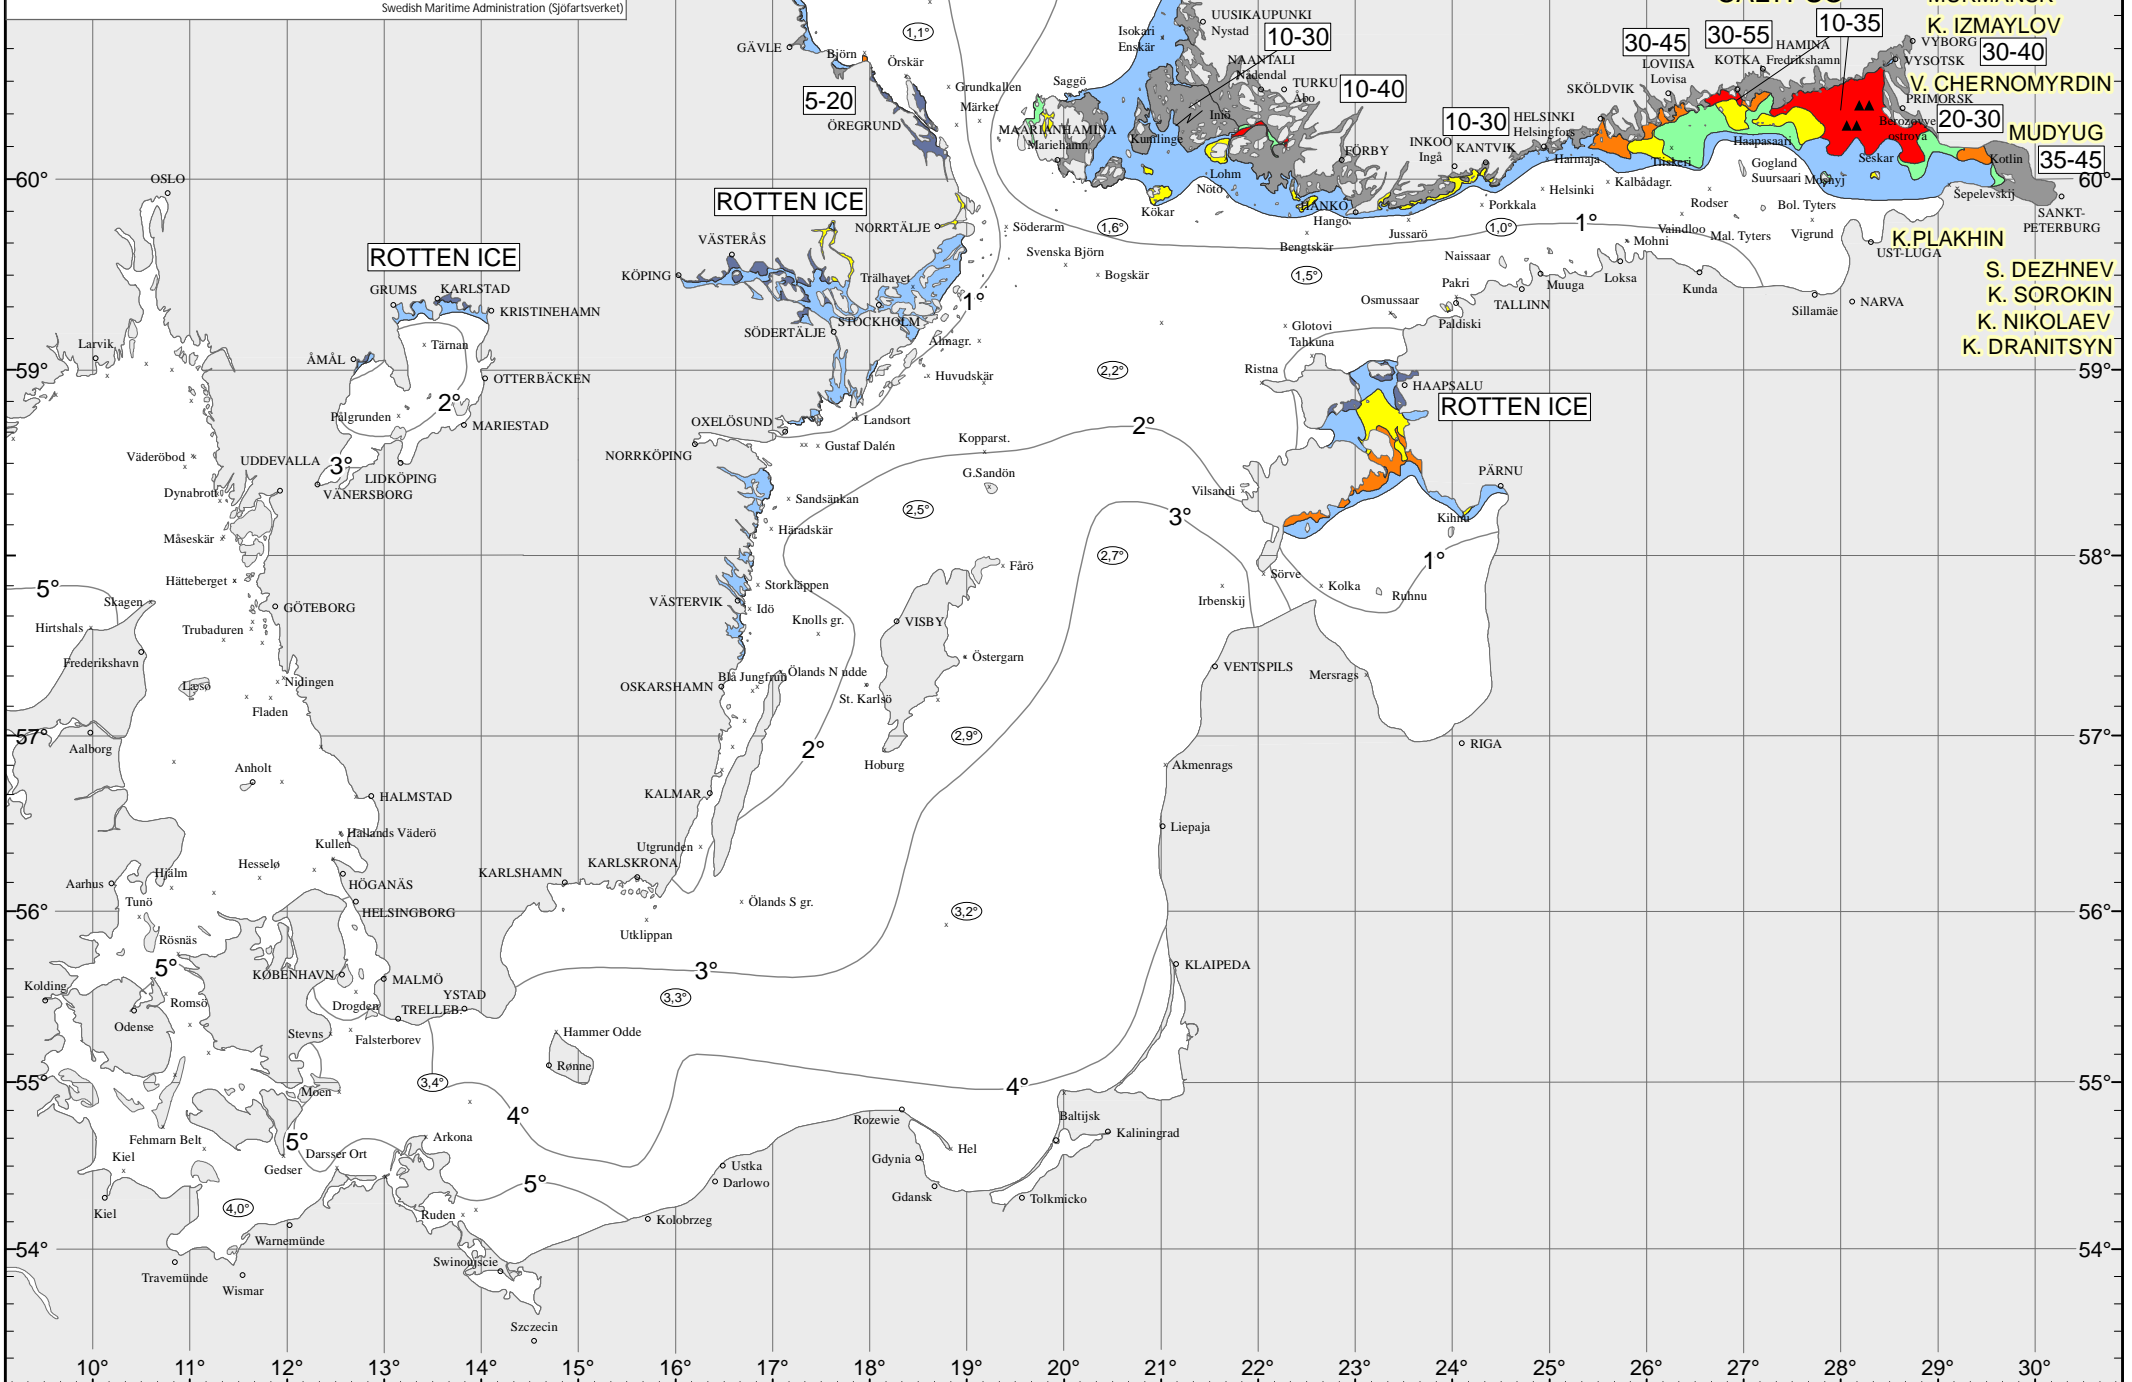 Swedish Maritime Administration (Sjöfartsverket)
K. IZMAYLOV
30-40
V. CHERNOMYRDIN
20-30
MUDYUG
35-45
K.PLAKHIN
S. DEZHNEV
K. SOROKIN
K. NIKOLAEV
K. DRANITSYN
10-35
30-55
30-45
10-30
10-40
10-30
5-20
ROTTEN ICE
ROTTEN ICE
ROTTEN ICE
GÄVLE
Björn
Örskär
1,1°
Grundkallen
Märket
ÖREGRUND
Isokari
Enskär
UUSIKAUPUNKI
Nystad
NAANTALI
Nådendal
TURKU
Åbo
Saggö
MAARIANHAMINA
Mariehamn
Kumlinge
Iniö
Lohm
Nötö
Kökar
FÖRBY
HANKO
Hangö
INKOO
Ingå
KANTVIK
HELSINKI
Helsingfors
SKÖLDVIK
LOVIISA
Lovisa
KOTKA
HAMINA
Fredrikshamn
VYBORG
VYSOTSK
PRIMORSK
Berozovye
ostrova
Harmaja
Helsinki
Kalbådagr.
Porkkala
Jussarö
Bengtskär
Tiiskeri
Haapasaari
Gogland
Suursaari
Moşnyj
Seskar
Kotlin
Şepelevskij
SANKT-
PETERBURG
Rodser
Vaindloo
Bol. Tyters
Mal. Tyters
Vigrund
UST-LUGA
NARVA
Sillamäe
Kunda
Loksa
Mohni
Muuga
TALLINN
Naissaar
Pakri
Paldiski
Osmussaar
Glotovi
Tahkuna
Ristna
HAAPSALU
PÄRNU
Kihnu
Vilsandi
Sörve
Irbenskij
Kolka
Ruhnu
Mersrags
RIGA
VENTSPILS
Akmenrags
Liepaja
KLAIPEDA
OSLO
Larvik
GRUMS
KARLSTAD
KRISTINEHAMN
Tärnan
ÅMÅL
OTTERBÄCKEN
Pålgrunden
MARIESTAD
LIDKÖPING
VÄNERSBORG
UDDEVALLA
Väderöbod
Dynabrott
Måseskär
Hätteberget
Skagen
GÖTEBORG
Hirtshals
Trubaduren
Frederikshavn
Nidingen
Læsø
Fladen
Aalborg
Anholt
HALMSTAD
Hallands Väderö
Kullen
Hesselø
Hjälm
Aarhus
HÖGANÄS
Tunö
HELSINGBORG
Rösnäs
KØBENHAVN
MALMÖ
Kolding
Romsö
Drogden
TRELLEB.
YSTAD
Odense
Stevns
Falsterborev
Hammer Odde
Rønne
Moen
Fehmarn Belt
Kiel
Gedser
Darsser Ort
Arkona
Kiel
Ruden
Warnemünde
Travemünde
Wismar
Swinoujscie
Szczecin
Kolobrzeg
Darlowo
Ustka
Rozewie
Hel
Gdynia
Gdansk
Tolkmicko
Baltijsk
Kaliningrad
KÖPING
VÄSTERÅS
NORRTÄLJE
Trälhavet
STOCKHOLM
SÖDERTÄLJE
Söderarm
Svenska Björn
Bogskär
Almagr.
Huvudskär
Landsort
OXELÖSUND
Gustaf Dalén
NORRKÖPING
Kopparst.
G.Sandön
Sandsänkan
Häradskär
Fårö
Storkläppen
VÄSTERVIK
Idö
Knolls gr.
VISBY
Östergarn
Blå Jungfrun
Ölands N udde
OSKARSHAMN
St. Karlsö
Hoburg
KALMAR
Utgrunden
KARLSHAMN
KARLSKRONA
Ölands S gr.
Utklippan
1,6°
1,5°
1,0°
2,2°
2,5°
2,7°
2,9°
3,2°
3,3°
3,4°
4,0°
1°
1°
1°
2°
2°
2°
3°
3°
3°
4°
4°
5°
5°
5°
5°
60°
59°
58°
57°
56°
55°
54°
60°
59°
57°
56°
55°
54°
10°
11°
12°
13°
14°
15°
16°
17°
18°
19°
20°
21°
22°
23°
24°
25°
26°
27°
28°
29°
30°